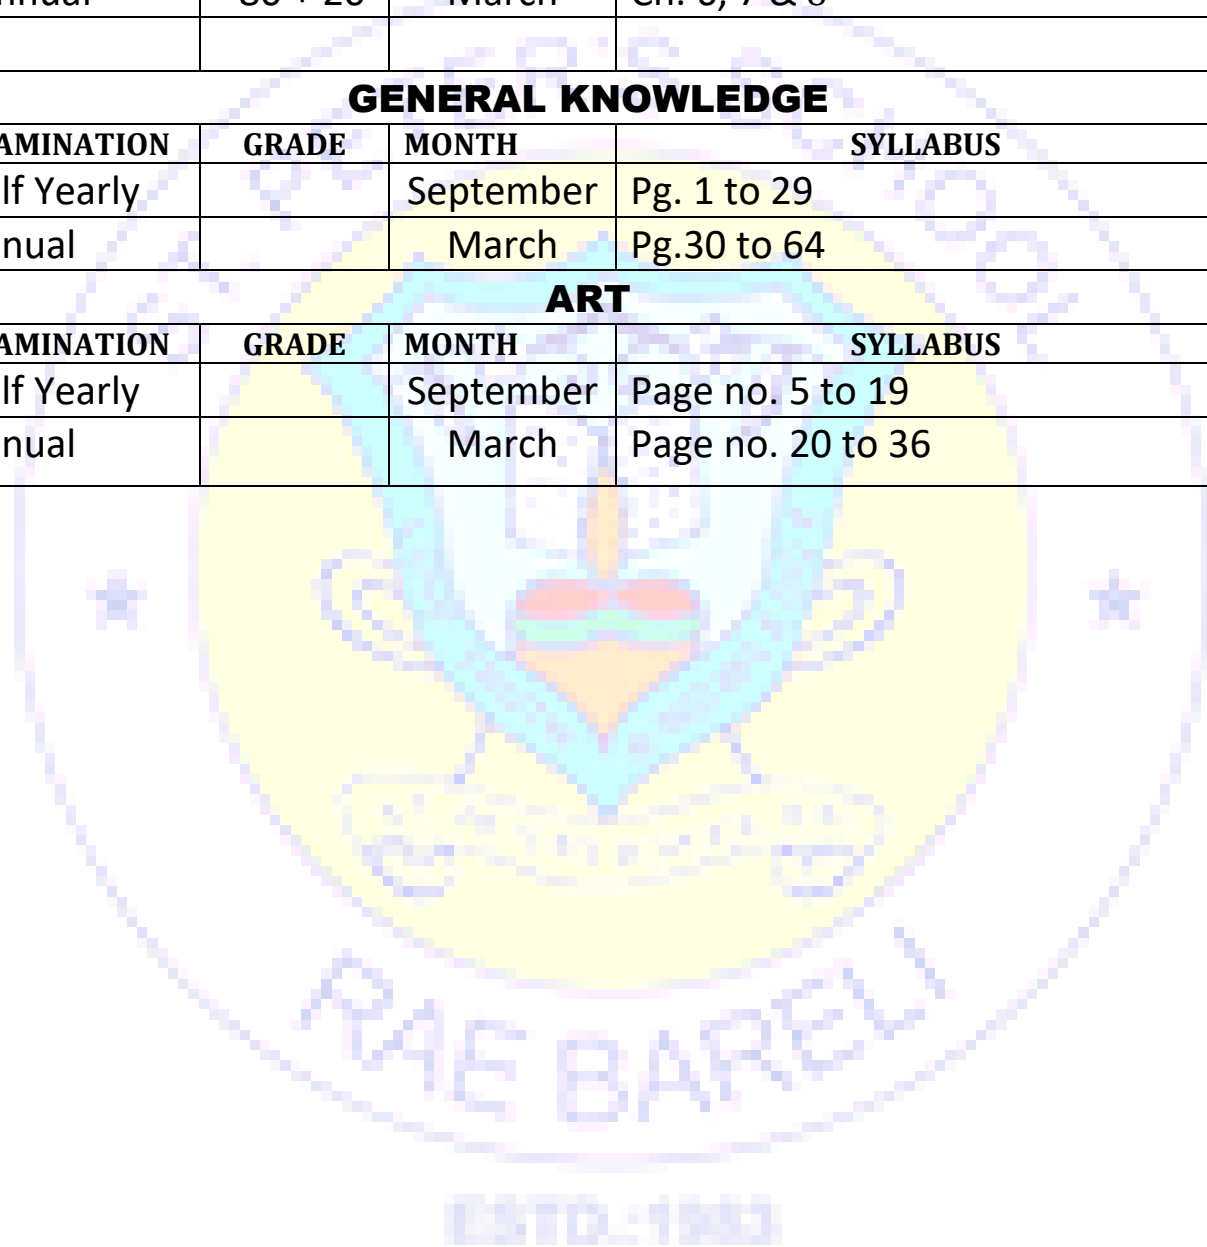 March
GENERAL KNOWLEDGE
AMINATION GRADE MONTH SYLLABUS
lf Yearly September Pg. 1 to 29
nual March Pg.30 to 64
ART
AMINATION GRADE MONTH SYLLABUS
lf Yearly September Page no. 5 to 19
nual March Page no. 20 to 36
RAE BARELI